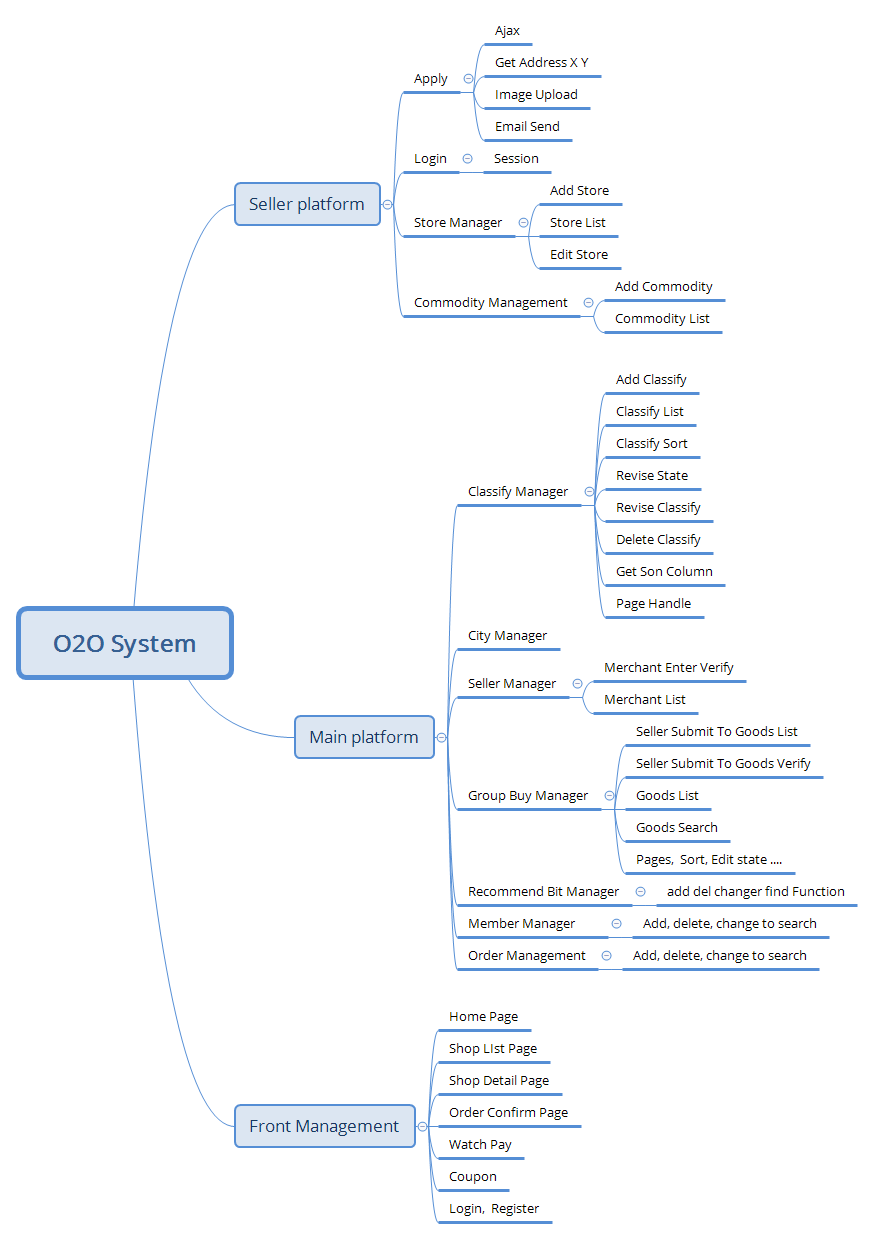 Ajax
Get Address X Y
Apply
Image Upload
Email Send
Login
Session
Add Store
Seller platform
Store Manager
Store List
Edit Store
Add Commodity
Commodity Management
Commodity List
Add Classify
Classify List
Classify Sort
Revise State
Classify Manager
Revise Classify
Delete Classify
Get Son Column
Page Handle
City Manager
O2O System
Merchant Enter Verify
Seller Manager
Merchant List
Main platform
Seller Submit To Goods List
Seller Submit To Goods Verify
Group Buy Manager
Goods List
Goods Search
Pages, Sort, Edit state ....
Recommend Bit Manager
add del changer find Function
Member Manager
Add, delete, change to search
Order Management
Add, delete, change to search
Home Page
Shop LIst Page
Shop Detail Page
Order Confirm Page
Front Management
Watch Pay
Coupon
Login, Register